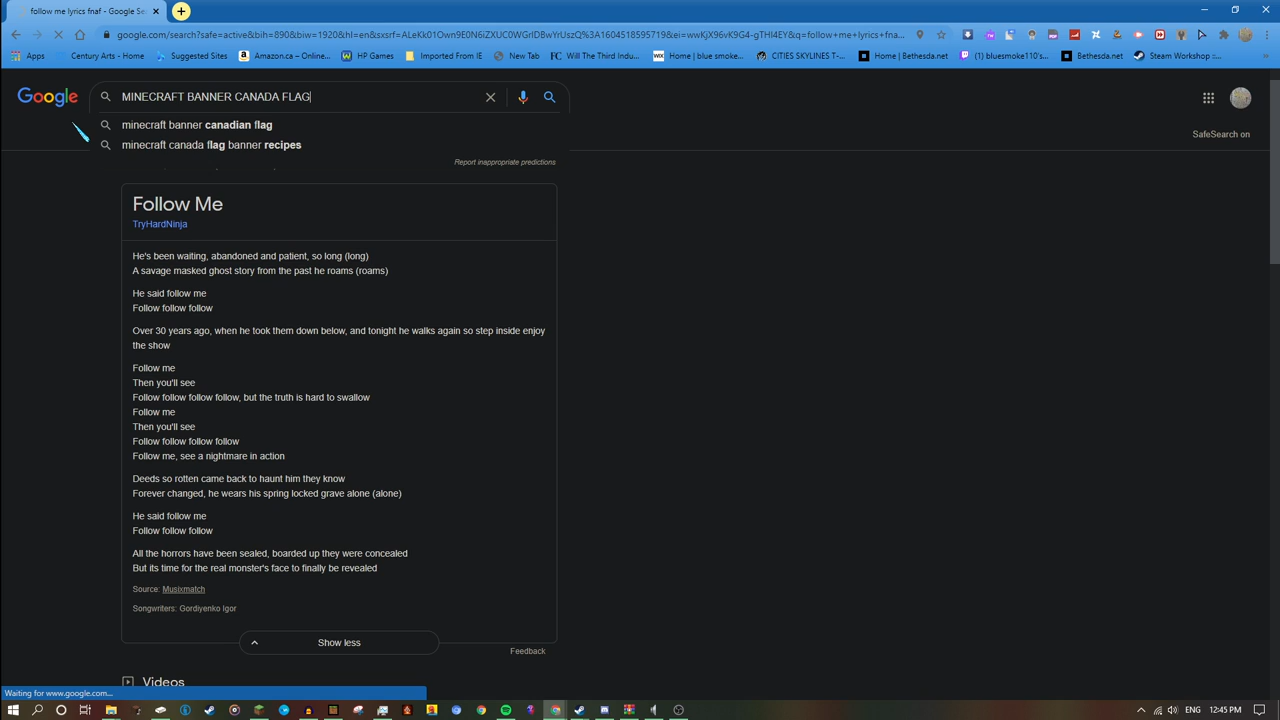 follow me lyrics fnaf - Google Se
google.com/search?safe=active&bih=890&biw=1920&hl=en&sxsrf=ALeKk01Own9E0N6iZXUC0WGrIDBwYrUszQ%3A1604518595719&ei=wwKjX96vK9G4-gTHl4EY&q=follow+me+lyrics+fna...
Apps
Century Arts - Home
Suggested Sites
Amazon.ca – Online...
HP Games
Imported From IE
New Tab
Will The Third Indu...
WIX
Home | blue smoke...
CITIES SKYLINES T-...
Home | Bethesda.net
(1) bluesmoke110's...
Bethesda.net
Steam Workshop ::...
Google
MINECRAFT BANNER CANADA FLAG
minecraft banner canadian flag
minecraft canada flag banner recipes
Report inappropriate predictions
SafeSearch on
Follow Me
TryHardNinja
He's been waiting, abandoned and patient, so long (long)
A savage masked ghost story from the past he roams (roams)
He said follow me
Follow follow follow
Over 30 years ago, when he took them down below, and tonight he walks again so step inside enjoy
the show
Follow me
Then you'll see
Follow follow follow follow, but the truth is hard to swallow
Follow me
Then you'll see
Follow follow follow follow
Follow me, see a nightmare in action
Deeds so rotten came back to haunt him they know
Forever changed, he wears his spring locked grave alone (alone)
He said follow me
Follow follow follow
All the horrors have been sealed, boarded up they were concealed
But its time for the real monster's face to finally be revealed
Source: Musixmatch
Songwriters: Gordiyenko Igor
Show less
Feedback
Videos
Waiting for www.google.com...
ENG
12:45 PM